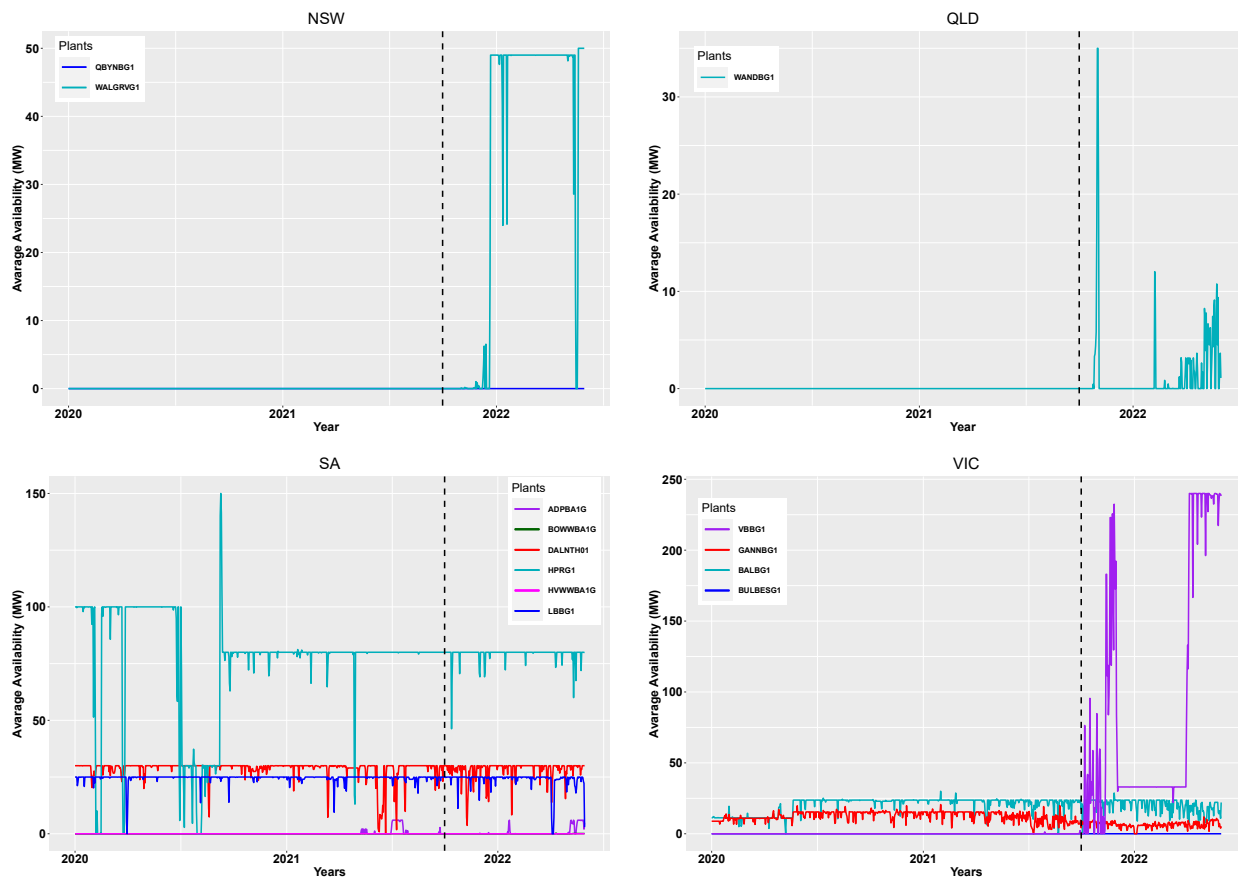 NSW
Avarage Availability (MW)
50
40
30
20
10
0
Plants
QBYNBG1
WALGRVG1
2020
2021
2022
Year
QLD
Avarage Availability (MW)
30
20
10
0
Plants
WANDBG1
2020
2021
2022
Year
SA
Avarage Availability (MW)
150
100
50
0
Plants
ADPBA1G
BOWWBA1G
DALNTH01
HPRG1
HVWWBA1G
LBBG1
2020
2021
2022
Years
VIC
Avarage Availability (MW)
250
200
150
100
50
0
Plants
VBBG1
GANNBG1
BALBG1
BULBESG1
2020
2021
2022
Years